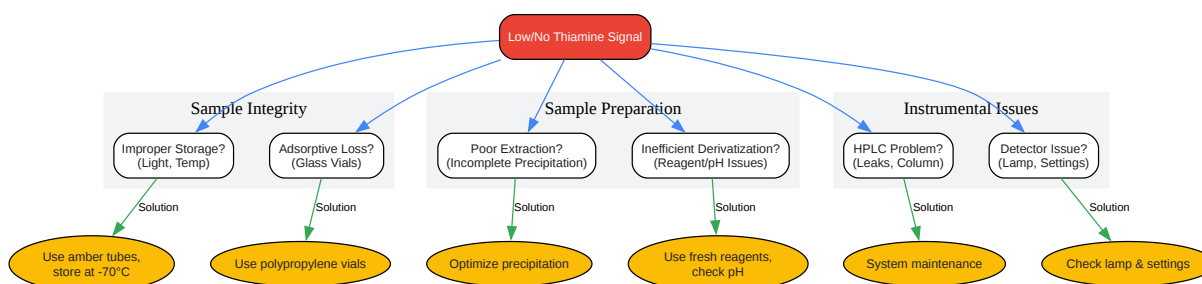 Low/No Thiamine Signal
Sample Integrity
Sample Preparation
Instrumental Issues
Improper Storage?
(Light, Temp)
Adsorptive Loss?
(Glass Vials)
Poor Extraction?
(Incomplete Precipitation)
Inefficient Derivatization?
(Reagent/pH Issues)
HPLC Problem?
(Leaks, Column)
Detector Issue?
(Lamp, Settings)
Solution
Solution
Solution
Solution
Solution
Solution
Use amber tubes,
store at -70°C
Use polypropylene vials
Optimize precipitation
Use fresh reagents,
check pH
System maintenance
Check lamp & settings